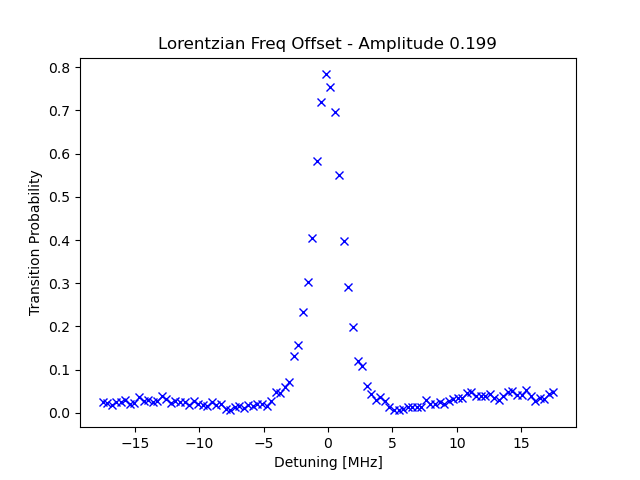 Lorentzian Freq Offset - Amplitude 0.199
Transition Probability
0.8
0.7
0.6
0.5
0.4
0.3
0.2
0.1
0.0
−15 −10 −5 0 5 10 15
Detuning [MHz]